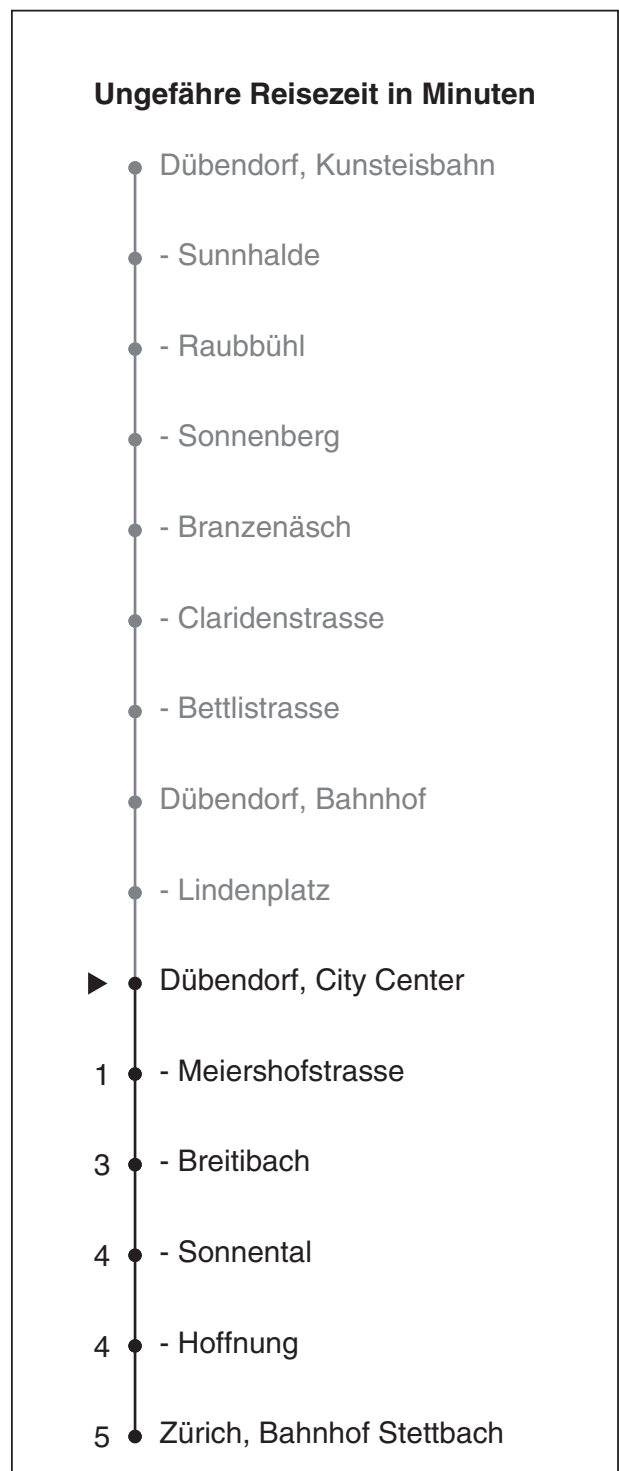 Ungefähre Reisezeit in Minuten
Dübendorf, Kunsteisbahn
- Sunnhalde
- Raubbühl
- Sonnenberg
- Branzenäsch
- Claridenstrasse
- Bettlistrasse
Dübendorf, Bahnhof
- Lindenplatz
Dübendorf, City Center
1 - Meiershofstrasse
3 - Breitibach
4 - Sonnental
4 - Hoffnung
5 Zürich, Bahnhof Stettbach